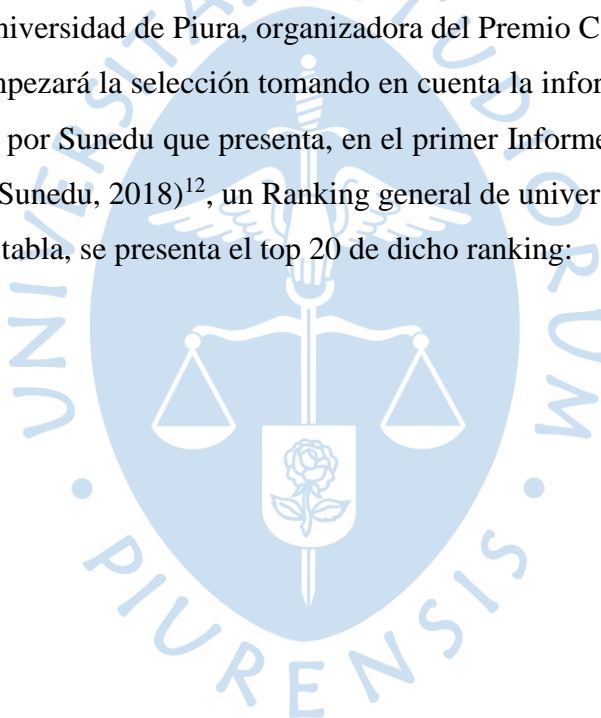 niversidad de Piura, organizadora del Premio C
pezará la selección tomando en cuenta la infor
por Sunedu que presenta, en el primer Informe
Sunedu, 2018)12, un Ranking general de univer
tabla, se presenta el top 20 de dicho ranking:
UNIVERSITAS STUDIORUM
PIURENSIS